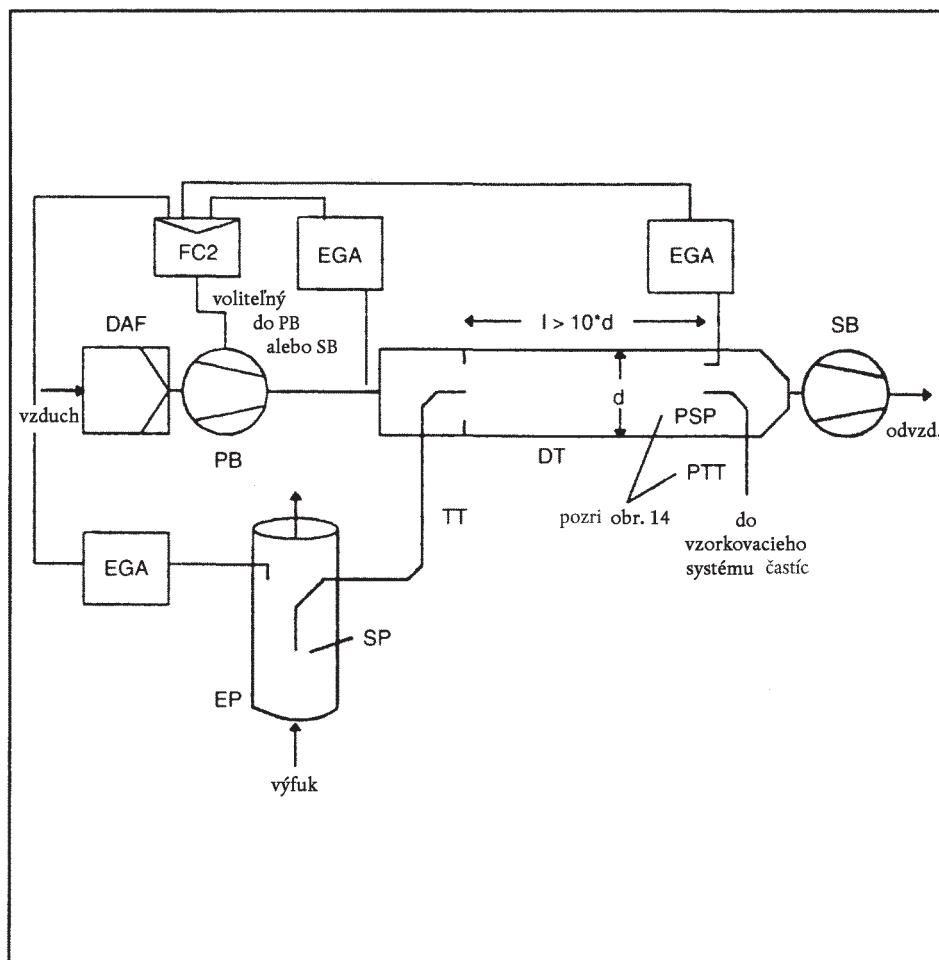 FC2
EGA
EGA
voliteľný
do PB
alebo SB
DAF
l > 10*d
SB
vzduch
d
PSP
odvzd.
PB
DT
PTT
TT
pozri obr. 14
do
vzorkovacieho
systému častíc
EGA
SP
EP
výfuk